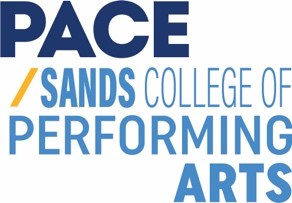 PACE
/SANDS COLLEGE OF
PERFORMING
ARTS